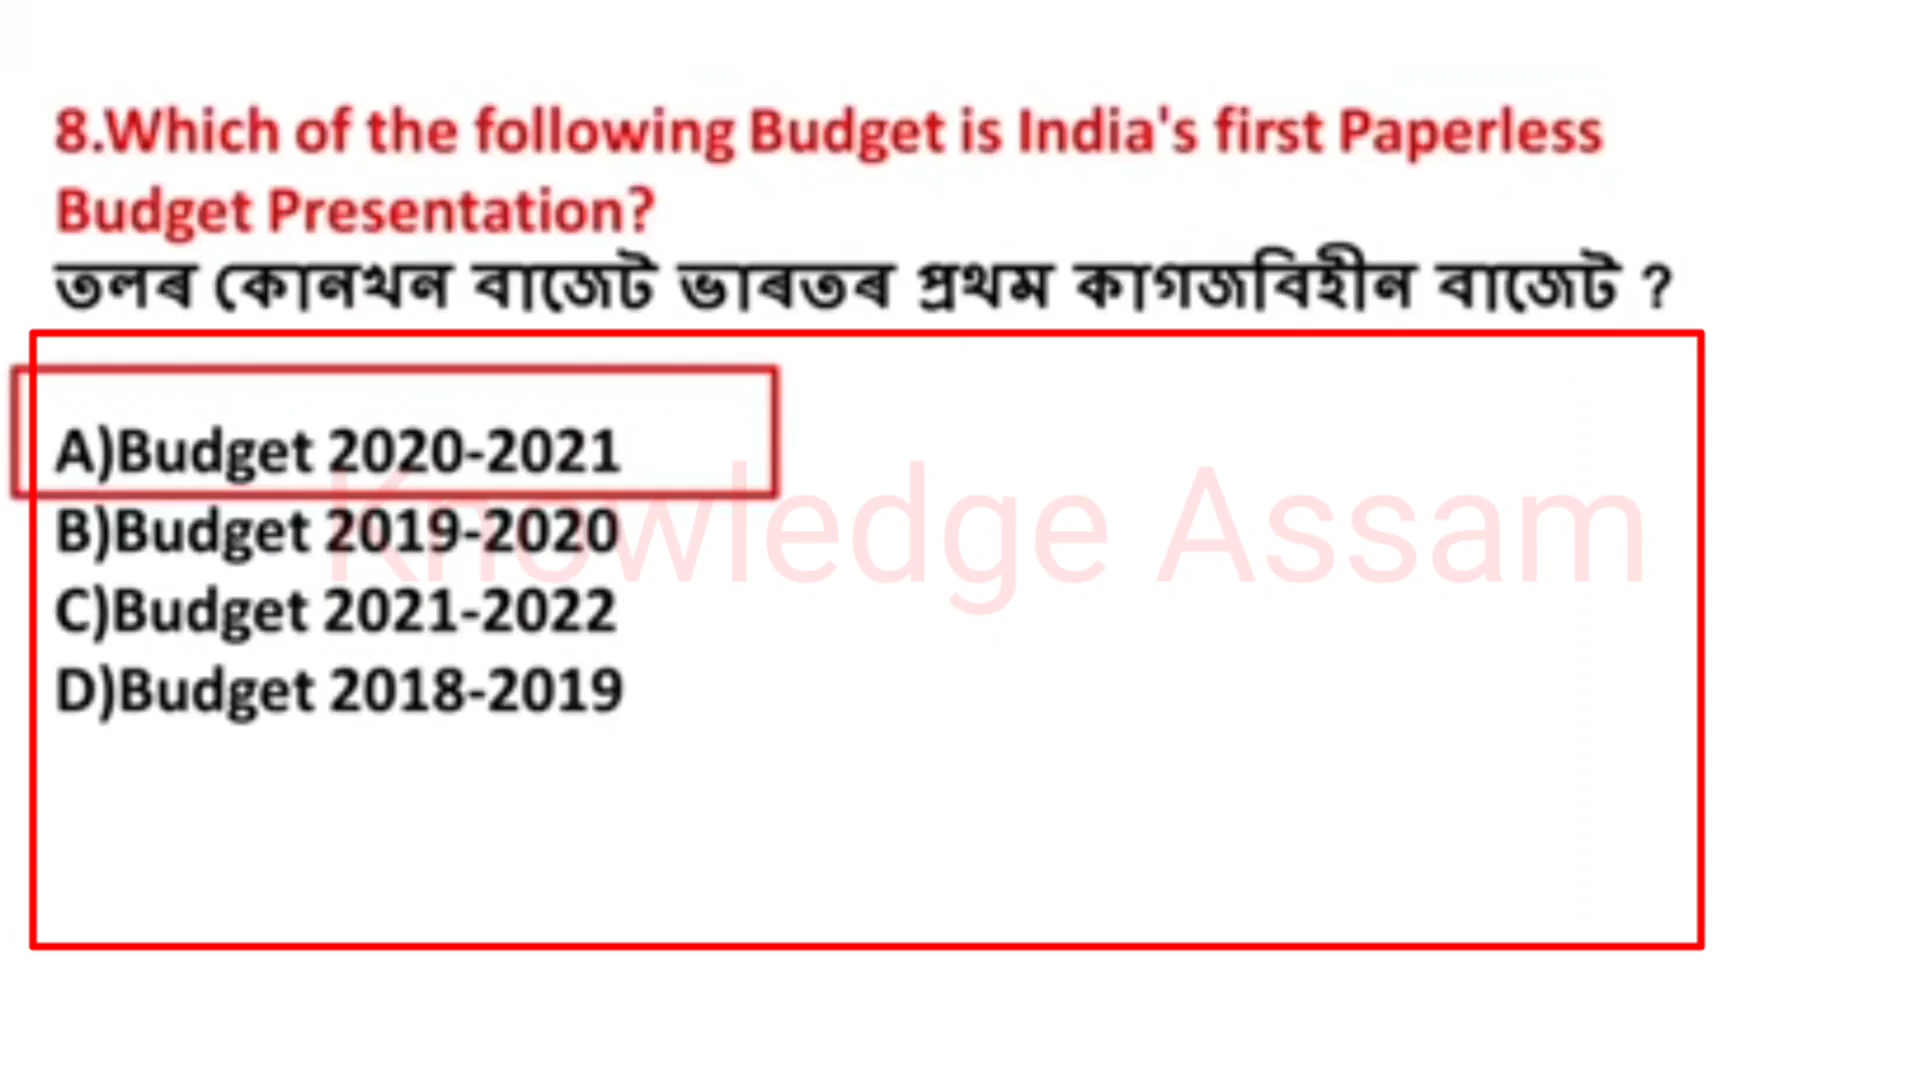 8.Which of the following Budget is India's first Paperless
Budget Presentation?
তলৰ কোনখন বাজেট ভাৰতৰ প্ৰথম কাগজবিহীন বাজেট ?
A)Budget 2020-2021
B)Budget 2019-2020
C)Budget 2021-2022
D)Budget 2018-2019
Knowledge Assam